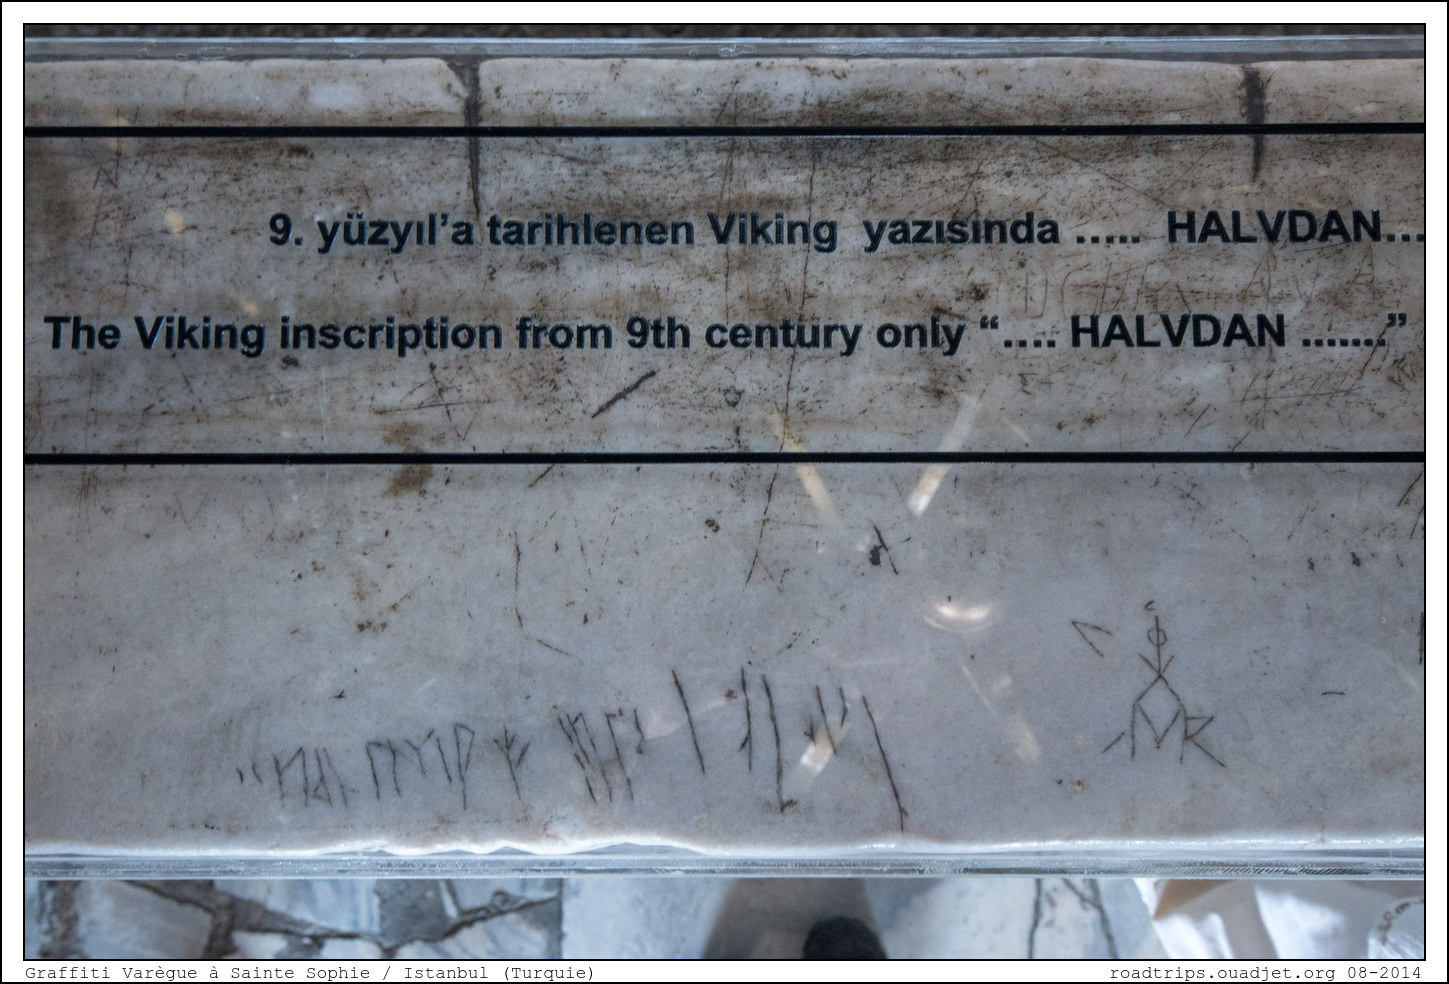 9. yüzyıl’a tarihlenen Viking yazısında ..... HALVDAN...
The Viking inscription from 9th century only “.... HALVDAN .......”
Graffiti Varègue à Sainte Sophie / Istanbul (Turquie)
roadtrips.ouadjet.org 08-2014